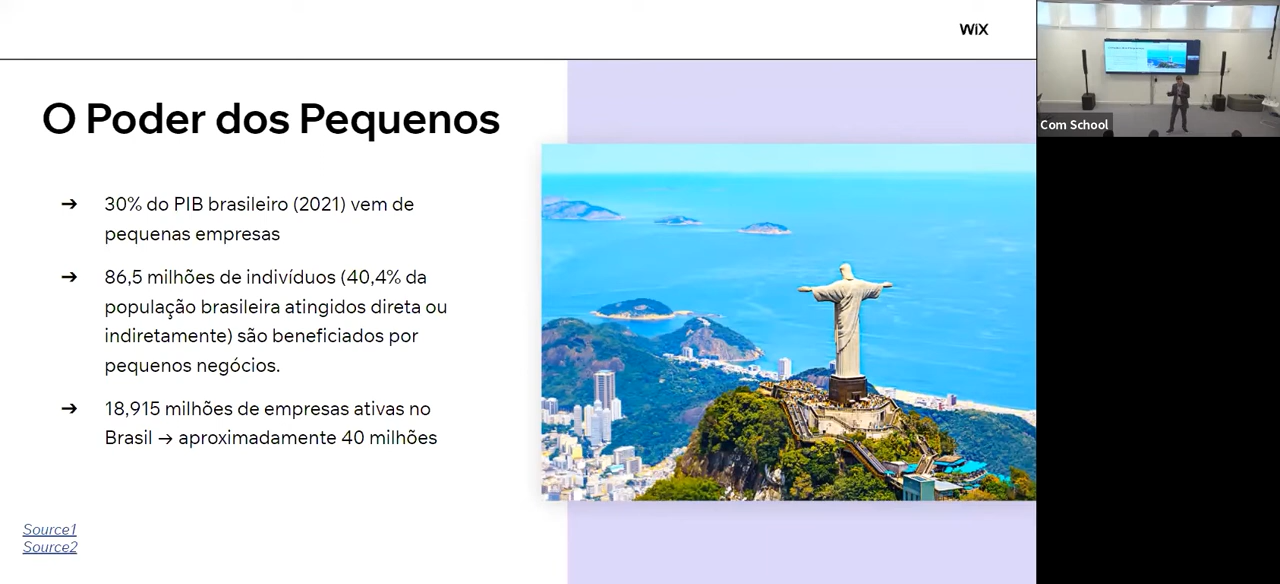 WiX
O Poder dos Pequenos
➔ 30% do PIB brasileiro (2021) vem de
pequenas empresas
➔ 86,5 milhões de indivíduos (40,4% da
população brasileira atingidos direta ou
indiretamente) são beneficiados por
pequenos negócios.
➔ 18,915 milhões de empresas ativas no
Brasil → aproximadamente 40 milhões
Source1
Source2
Com School